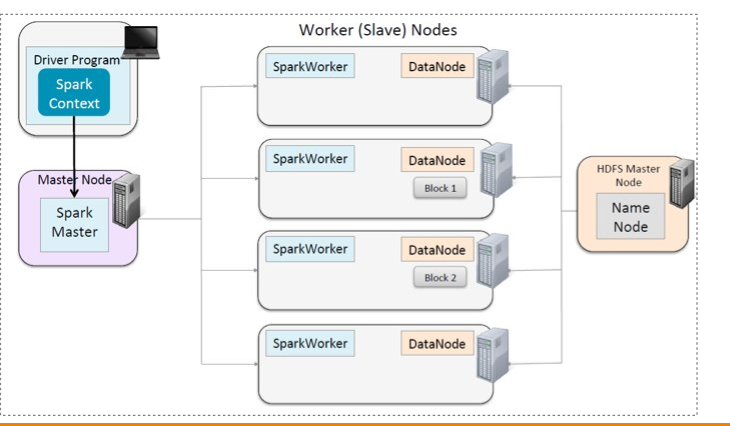 Worker (Slave) Nodes
Driver Program
Spark
Context
Master Node
Spark
Master
SparkWorker
DataNode
SparkWorker
DataNode
Block 1
SparkWorker
DataNode
Block 2
SparkWorker
DataNode
HDFS Master
Node
Name
Node